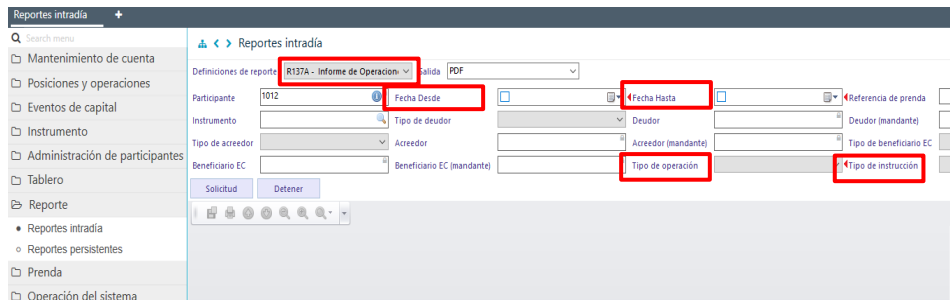 Reportes intradía +
Search menu
Mantenimiento de cuenta
Posiciones y operaciones
Eventos de capital
Instrumento
Administración de participantes
Tablero
Reporte
Reportes intradía
Reportes persistentes
Prenda
Operación del sistema
Reportes intradía
Definiciones de reporte R137A - Informe de Operacion Salida PDF
Participante 1012 Fecha Desde Fecha Hasta Referencia de prenda
Instrumento Tipo de deudor Deudor Deudor (mandante)
Tipo de acreedor Acreedor Acreedor (mandante) Tipo de beneficiario EC
Beneficiario EC Beneficiario EC (mandante) Tipo de operación Tipo de instrucción
Solicitud Detener